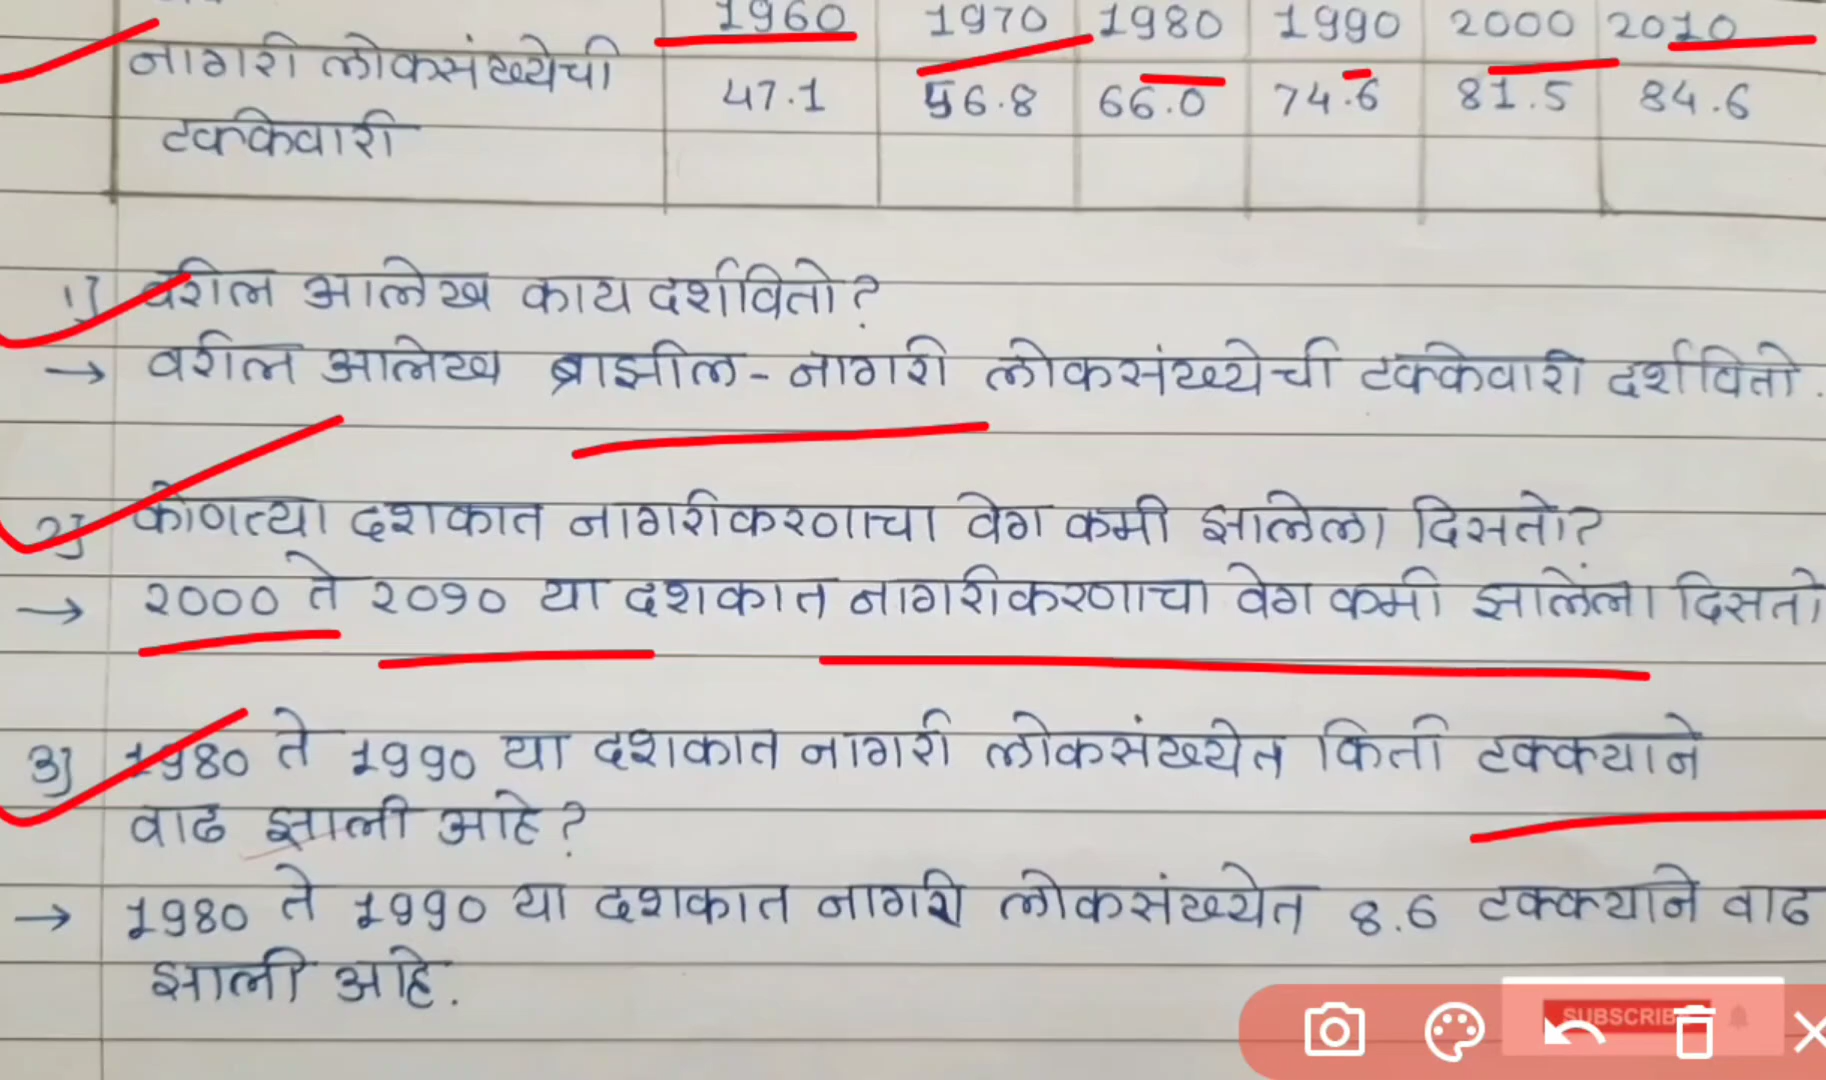 1960 1970 1980 1990 2000 2010
नागरी लोकसंख्येची 47.1 56.8 66.0 74.6 81.5 84.6
टक्केवारी
1] वरील आलेख काय दर्शवितो?
→ वरील आलेख ब्राझील - नागरी लोकसंख्येची टक्केवारी दर्शवितो.
2] कोणत्या दशकात नागरीकरणाचा वेग कमी झालेला दिसतो?
→ २००० ते २०१० या दशकात नागरीकरणाचा वेग कमी झालेला दिसतो
3] 1980 ते 1990 या दशकात नागरी लोकसंख्येत किती टक्क्याने
वाढ झाली आहे?
→ 1980 ते 1990 या दशकात नागरी लोकसंख्येत 8.6 टक्क्याने वाढ
झाली आहे.
SUBSCRIBE